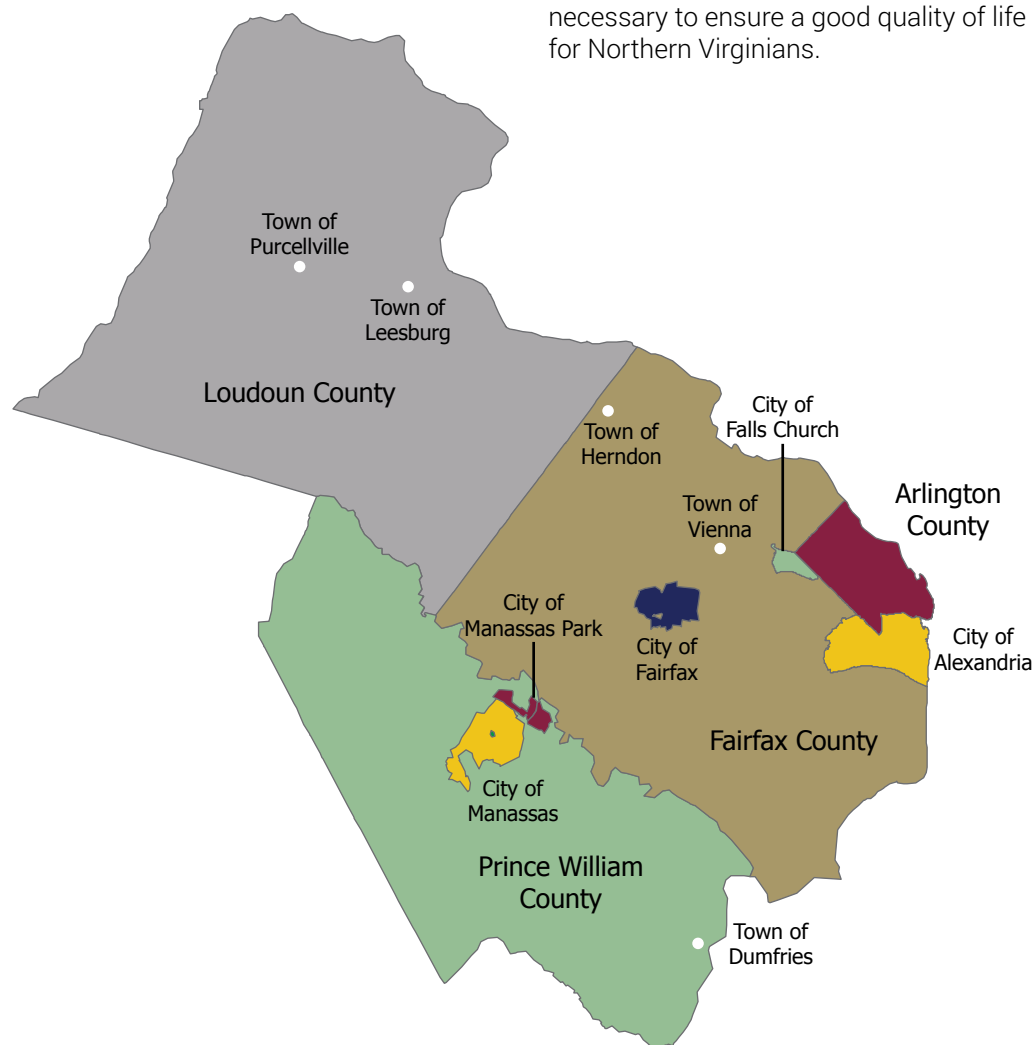 necessary to ensure a good quality of life
for Northern Virginians.
Town of
Purcellville
Town of
Leesburg
Loudoun County
Town of
Herndon
City of
Falls Church
Town of
Vienna
Arlington
County
City of
Manassas Park
City of
Fairfax
City of
Alexandria
Fairfax County
City of
Manassas
Prince William
County
Town of
Dumfries